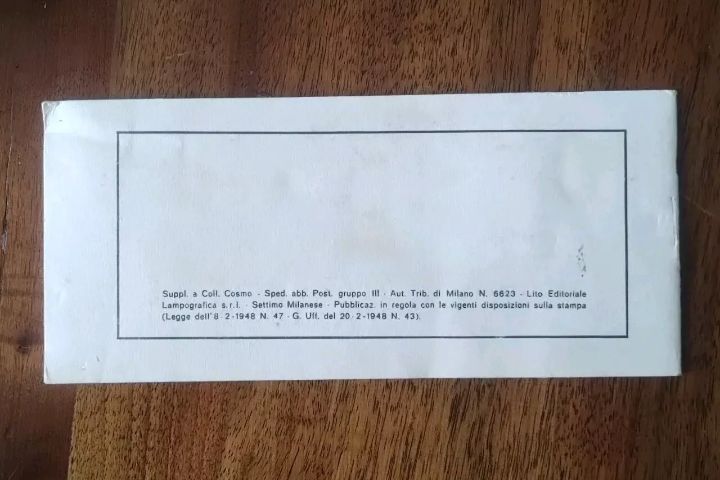 Suppl. a Coll. Cosmo - Sped. abb. Post. gruppo III - Aut. Trib. di Milano N. 6623 - Lito Editoriale
Lampografica s.r.l. - Settimo Milanese - Pubblicaz. in regola con le vigenti disposizioni sulla stampa
(Legge dell'8-2-1948 N. 47 - G. Uff. del 20-2-1948 N. 43).